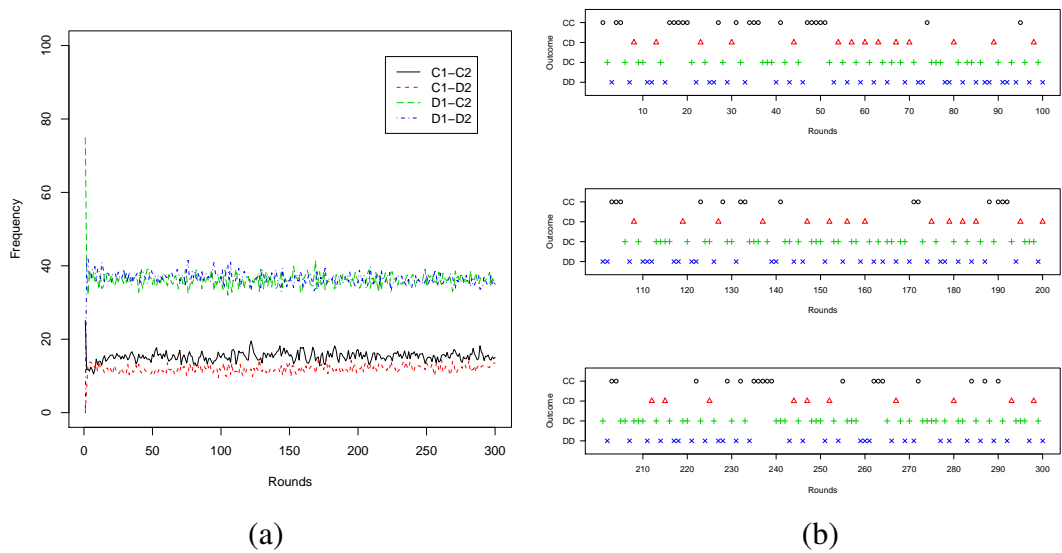 100
80
60
40
20
0
Frequency
C1−C2
C1−D2
D1−C2
D1−D2
0 50 100 150 200 250 300
Rounds
(a)
CC
CD
DC
DD
Outcome
10 20 30 40 50 60 70 80 90 100
Rounds
CC
CD
DC
DD
Outcome
110 120 130 140 150 160 170 180 190 200
Rounds
CC
CD
DC
DD
Outcome
210 220 230 240 250 260 270 280 290 300
Rounds
(b)